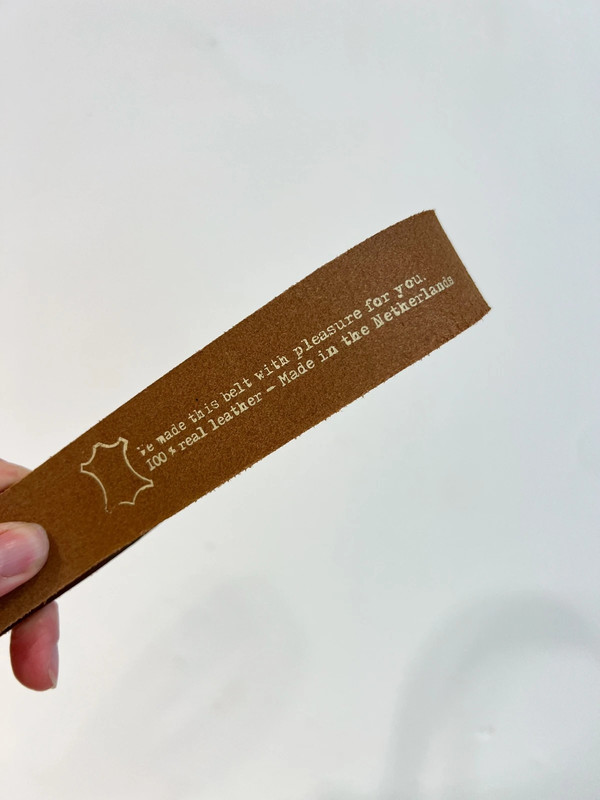 We made this belt with pleasure for you.
100 % real leather - Made in the Netherlands